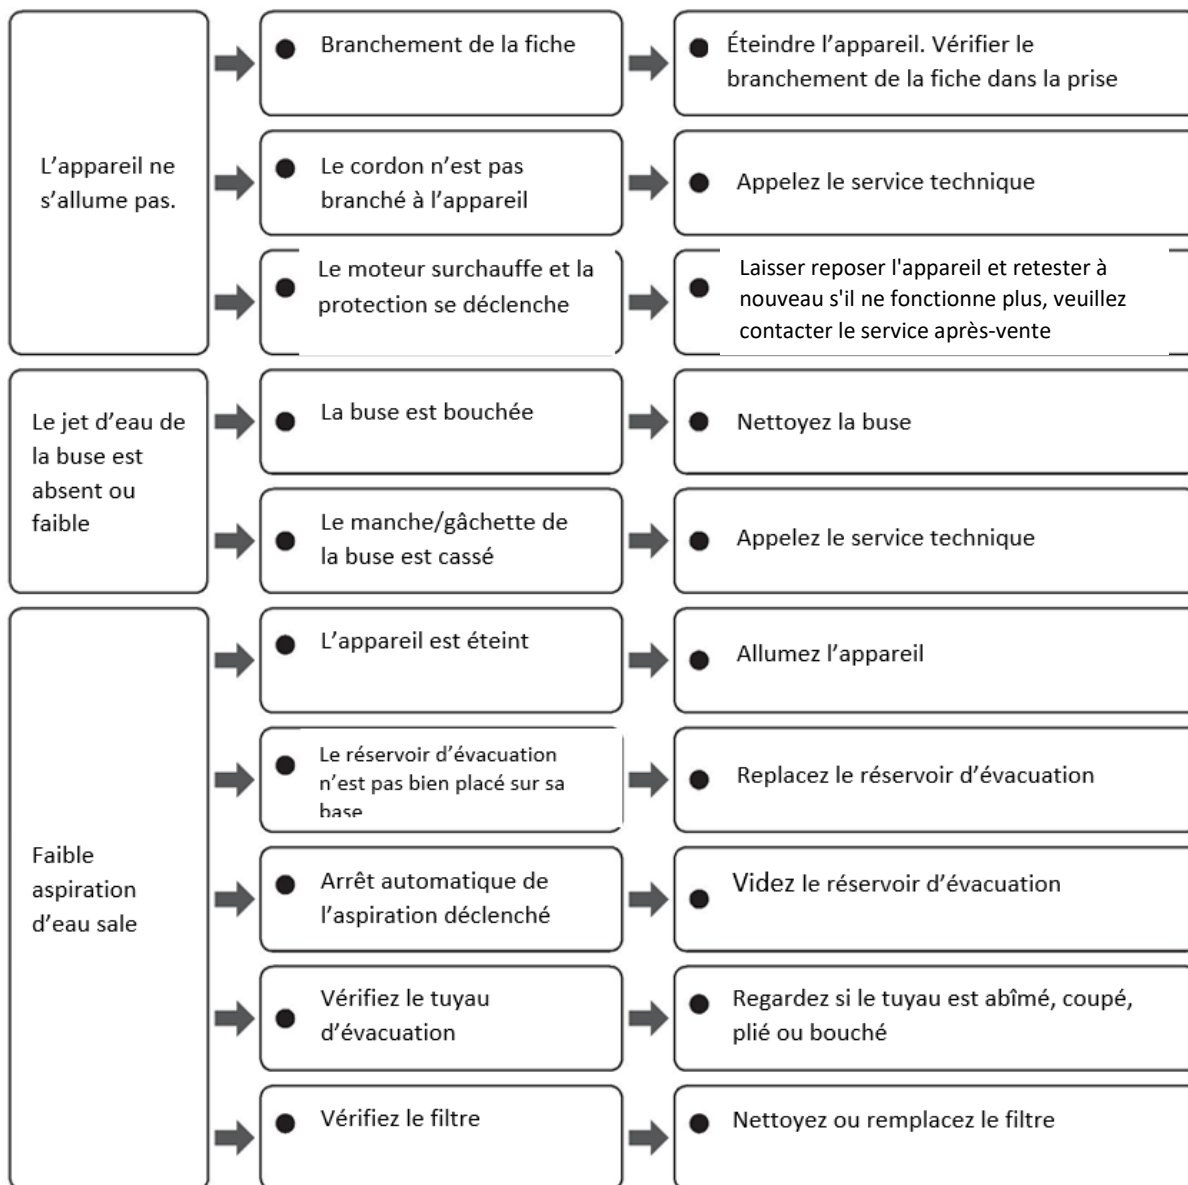 L’appareil ne
s’allume pas.
Branchement de la fiche
Éteindre l’appareil. Vérifier le
branchement de la fiche dans la prise
Le cordon n’est pas
branché à l’appareil
Appelez le service technique
Le moteur surchauffe et la
protection se déclenche
Laisser reposer l'appareil et retester à
nouveau s'il ne fonctionne plus, veuillez
contacter le service après-vente
Le jet d’eau de
la buse est
absent ou
faible
La buse est bouchée
Nettoyez la buse
Le manche/gâchette de
la buse est cassé
Appelez le service technique
Faible
aspiration
d’eau sale
L’appareil est éteint
Allumez l’appareil
Le réservoir d’évacuation
n’est pas bien placé sur sa
base
Replacez le réservoir d’évacuation
Arrêt automatique de
l’aspiration déclenché
Videz le réservoir d’évacuation
Vérifiez le tuyau
d’évacuation
Regardez si le tuyau est abîmé, coupé,
plié ou bouché
Vérifiez le filtre
Nettoyez ou remplacez le filtre